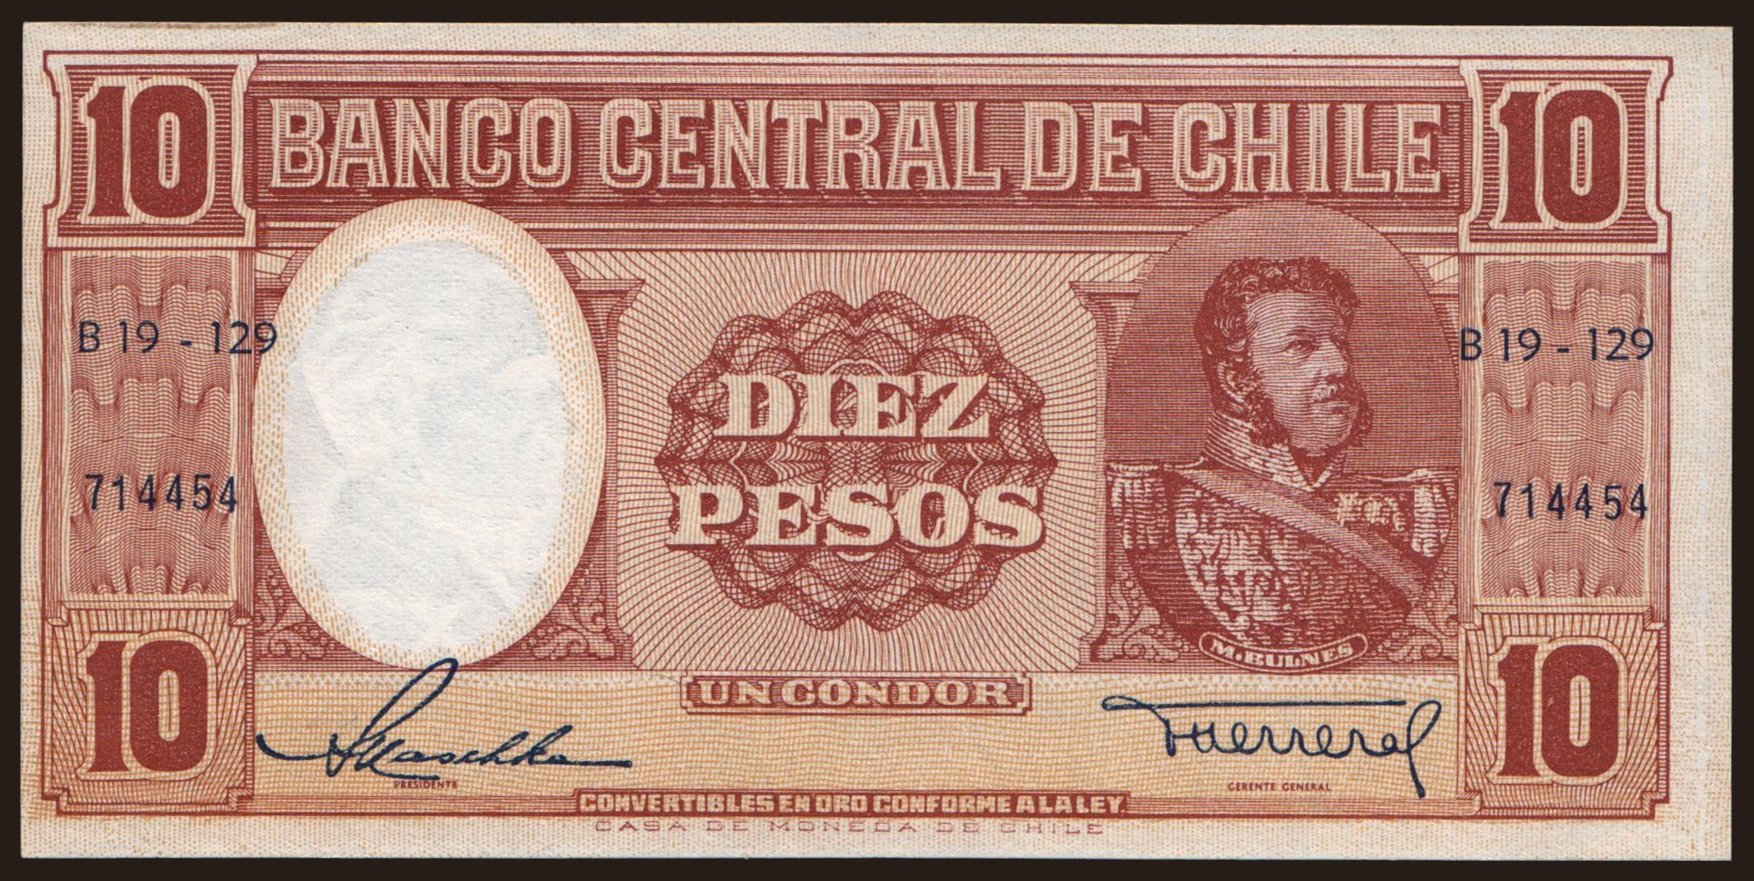 10 BANCO CENTRAL DE CHILE 10
B 19 - 129 B 19 - 129
DIEZ
PESOS
714454 714454
M. BULNES
10 UN CONDOR 10
PRESIDENTE GERENTE GENERAL
CONVERTIBLES EN ORO CONFORME A LA LEY.
CASA DE MONEDA DE CHILE